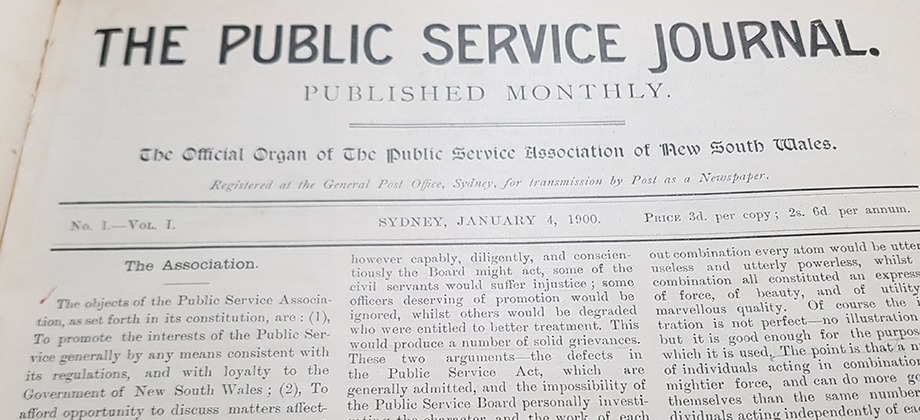 THE PUBLIC SERVICE JOURNAL.
PUBLISHED MONTHLY.
The Official Organ of The Public Service Association of New South Wales.
Registered at the General Post Office, Sydney, for transmission by Post as a Newspaper.
No. 1.—Vol. I.
SYDNEY, JANUARY 4, 1900.
Price 3d. per copy; 2s. 6d. per annum.
The Association.
The objects of the Public Service Associa-
tion, as set forth in its constitution, are: (1),
To promote the interests of the Public Ser-
vice generally by any means consistent with
its regulations, and with loyalty to the
Government of New South Wales; (2), To
afford opportunity to discuss matters affect-
however capably, diligently, and conscien-
tiously the Board might act, some of the
civil servants would suffer injustice; some
officers deserving of promotion would be
ignored, whilst others would be degraded
who were entitled to better treatment. This
would produce a number of solid grievances.
These two arguments—the defects in
the Public Service Act, which are
generally admitted, and the impossibility of
the Public Service Board personally investi-
the character and the work of each
out combination every atom would be
useless and utterly powerless, whilst
combination all constituted an
of force, of beauty, and of utility
marvellous quality. Of course the
tration is not perfect—no illustration
but it is good enough for the
which it is used. The point is that a
of individuals acting in
mightier force, and can do more
themselves than the same
dividuals acting independently of